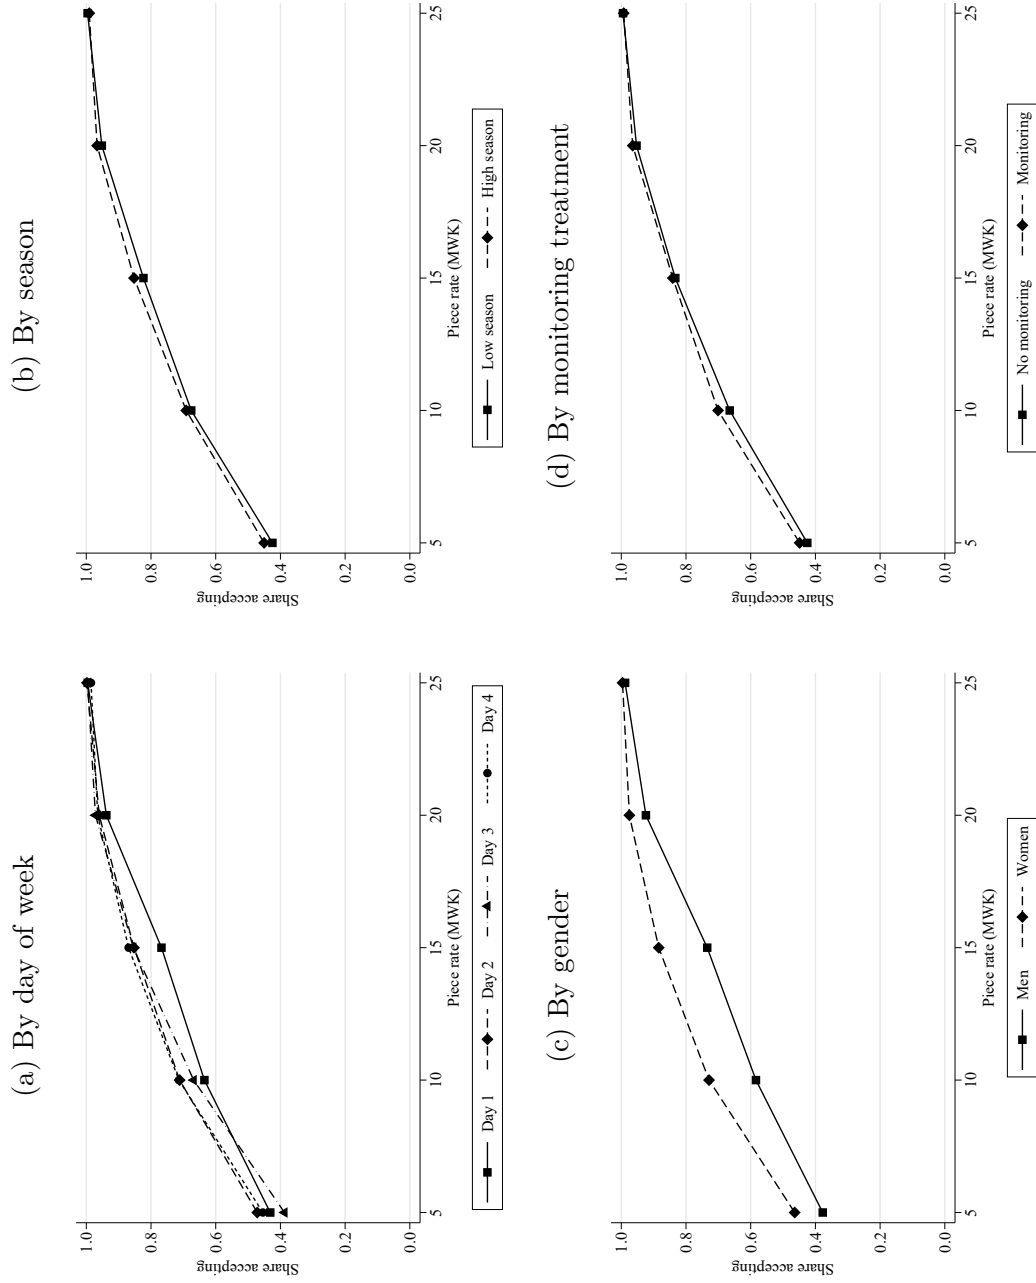 (a) By day of week
Share accepting
1.0
0.8
0.6
0.4
0.2
0.0
5 10 15 20 25
Piece rate (MWK)
Day 1 Day 2 Day 3 Day 4
(b) By season
Share accepting
1.0
0.8
0.6
0.4
0.2
0.0
5 10 15 20 25
Piece rate (MWK)
Low season High season
(c) By gender
Share accepting
1.0
0.8
0.6
0.4
0.2
0.0
5 10 15 20 25
Piece rate (MWK)
Men Women
(d) By monitoring treatment
Share accepting
1.0
0.8
0.6
0.4
0.2
0.0
5 10 15 20 25
Piece rate (MWK)
No monitoring Monitoring